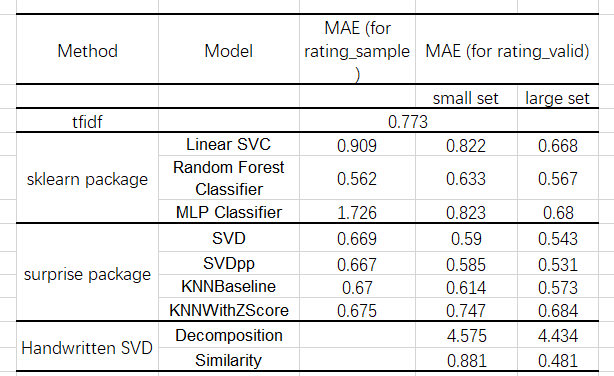 Method Model MAE (for rating_sample) MAE (for rating_valid)
small set large set
tfidf 0.773
sklearn package
Linear SVC 0.909 0.822 0.668
Random Forest Classifier 0.562 0.633 0.567
MLP Classifier 1.726 0.823 0.68
surprise package
SVD 0.669 0.59 0.543
SVDpp 0.667 0.585 0.531
KNNBaseline 0.67 0.614 0.573
KNNWithZScore 0.675 0.747 0.684
Handwritten SVD
Decomposition 4.575 4.434
Similarity 0.881 0.481